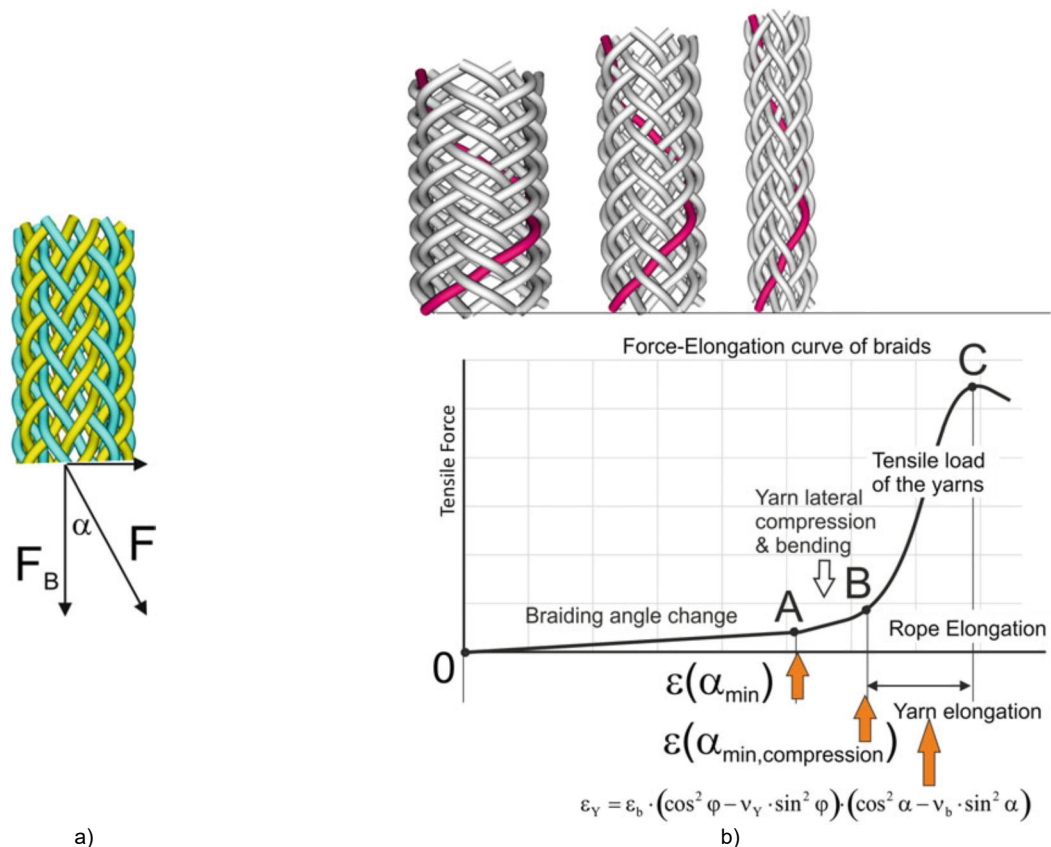 α
F
F_B
Force-Elongation curve of braids
C
Tensile Force
Tensile load
of the yarns
Yarn lateral
compression
& bending
B
A
Braiding angle change
Rope Elongation
0
ε(α_min)
Yarn elongation
ε(α_min,compression)
ε_Y = ε_b · (cos² φ − ν_Y · sin² φ) · (cos² α − ν_b · sin² α)
a)
b)